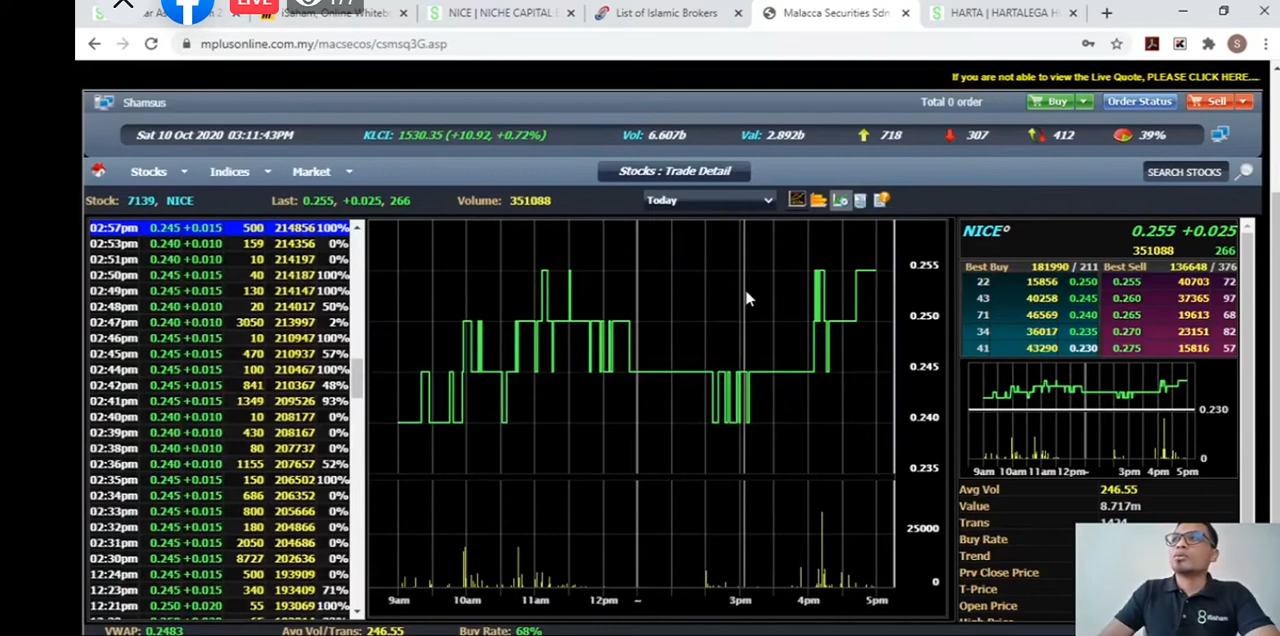 LIVE
iSaham, Online Whiteb
NICE | NICHE CAPITAL E
List of Islamic Brokers
Malacca Securities Sdn
HARTA | HARTALEGA H
mplusonline.com.my/macsecos/csmsq3G.asp
S
If you are not able to view the Live Quote, PLEASE CLICK HERE....
Shamsus
Total 0 order
Buy
Order Status
Sell
Sat 10 Oct 2020 03:11:43PM
KLCI: 1530.35 (+10.92, +0.72%)
Vol: 6.607b
Val: 2.892b
718
307
412
39%
Stocks
Indices
Market
Stocks : Trade Detail
SEARCH STOCKS
Stock: 7139, NICE
Last: 0.255, +0.025, 266
Volume: 351088
Today
02:57pm 0.245 +0.015 500 214856 100%
02:53pm 0.240 +0.010 159 214356 0%
02:51pm 0.240 +0.010 10 214197 0%
02:50pm 0.245 +0.015 40 214187 100%
02:49pm 0.245 +0.015 130 214147 100%
02:48pm 0.240 +0.010 20 214017 50%
02:47pm 0.240 +0.010 3050 213997 2%
02:46pm 0.245 +0.015 10 210947 100%
02:45pm 0.245 +0.015 470 210937 57%
02:44pm 0.245 +0.015 100 210467 100%
02:42pm 0.245 +0.015 841 210367 48%
02:41pm 0.245 +0.015 1349 209526 93%
02:40pm 0.240 +0.010 10 208177 0%
02:39pm 0.240 +0.010 430 208167 0%
02:38pm 0.240 +0.010 80 207737 0%
02:36pm 0.240 +0.010 1155 207657 52%
02:35pm 0.245 +0.015 150 206502 100%
02:34pm 0.245 +0.015 686 206352 0%
02:33pm 0.245 +0.015 800 205666 0%
02:32pm 0.245 +0.015 180 204866 0%
02:31pm 0.245 +0.015 2050 204686 0%
02:30pm 0.245 +0.015 8727 202636 0%
12:24pm 0.245 +0.015 500 193909 0%
12:23pm 0.245 +0.015 340 193409 71%
12:21pm 0.250 +0.020 55 193069 100%
VWAP: 0.2483
Avg Vol/Trans: 246.55
Buy Rate: 68%
0.255
0.250
0.245
0.240
0.235
25000
0
9am 10am 11am 12pm ~ 3pm 4pm 5pm
NICE° 0.255 +0.025
351088 266
Best Buy 181990 / 211 Best Sell 136648 / 376
22 15856 0.250 0.255 40703 72
43 40258 0.245 0.260 37365 97
71 46569 0.240 0.265 19613 68
34 36017 0.235 0.270 23151 82
41 43290 0.230 0.275 15816 57
0.230
0
9am 10am 11am 12pm~ 3pm 4pm 5pm
Avg Vol 246.55
Value 8.717m
Trans
Buy Rate
Trend
Prv Close Price
T-Price
Open Price
iSaham